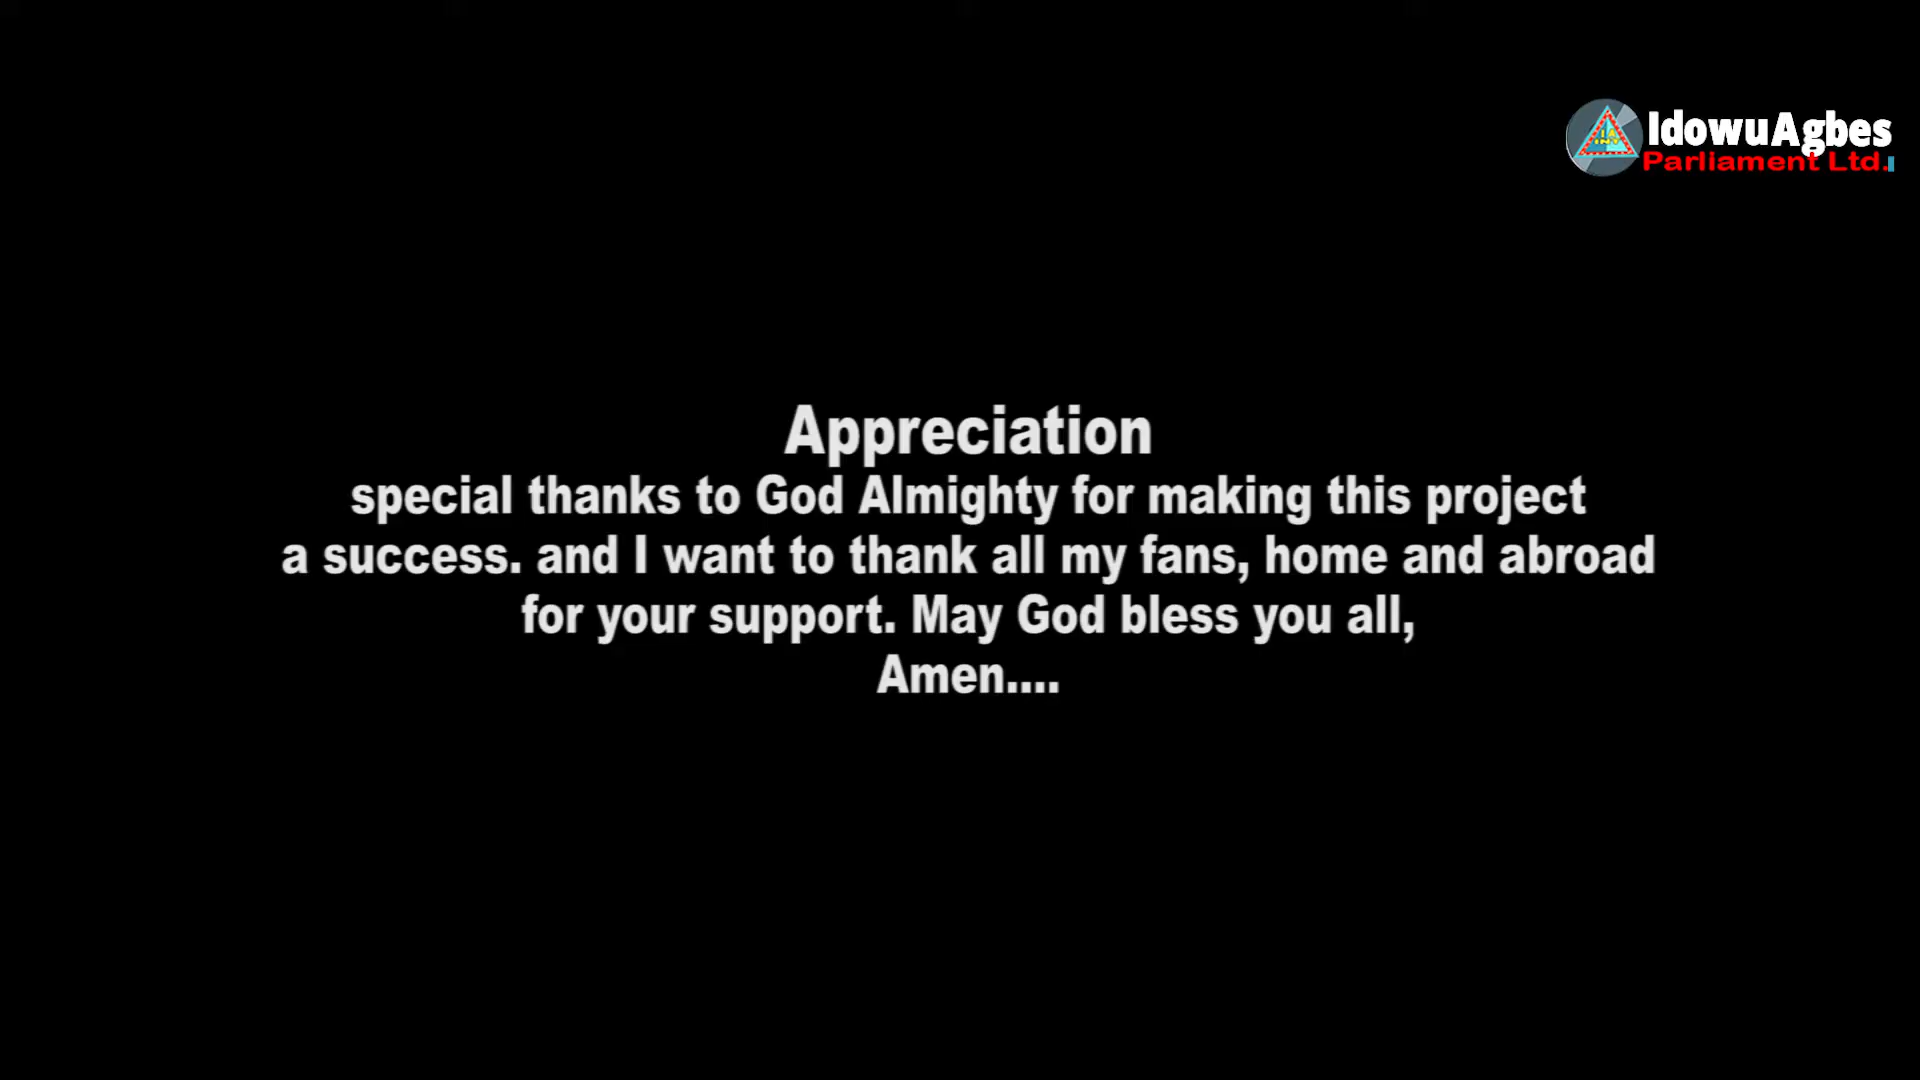 IdowuAgbes
Parliament Ltd.
Appreciation
special thanks to God Almighty for making this project
a success. and I want to thank all my fans, home and abroad
for your support. May God bless you all,
Amen....